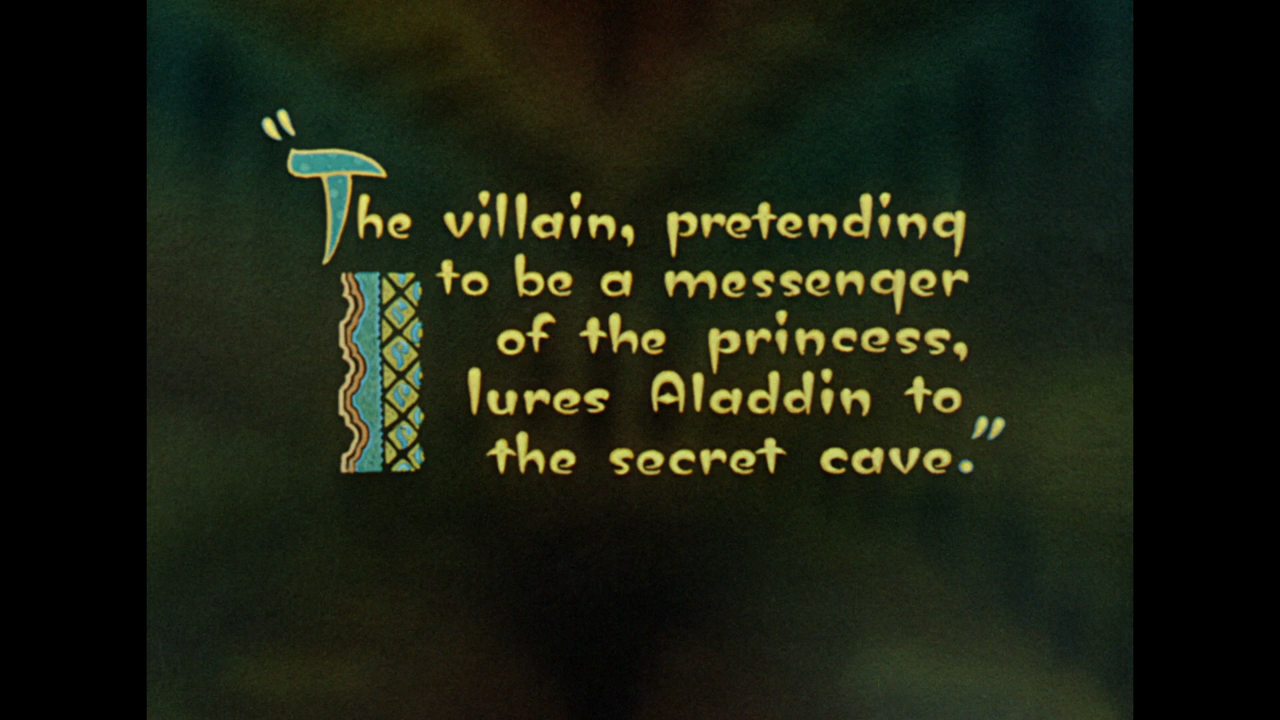 "The villain, pretending
to be a messenger
of the princess,
lures Aladdin to
the secret cave."